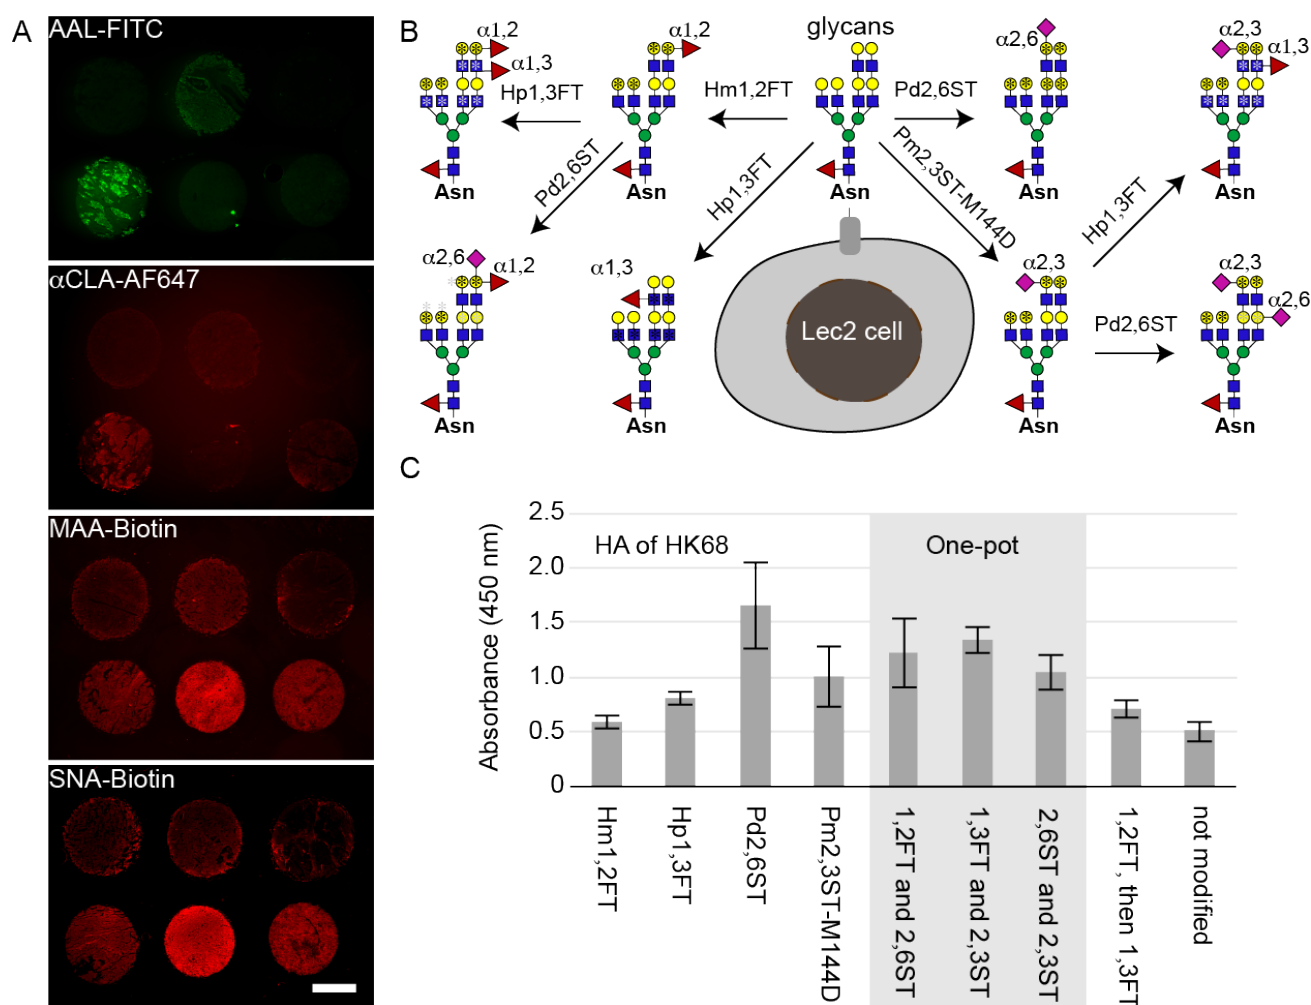 A
AAL-FITC
αCLA-AF647
MAA-Biotin
SNA-Biotin
B
glycans
α1,2
α1,3
Hp1,3FT
Asn
α1,2
Hm1,2FT
Asn
Asn
Pd2,6ST
α2,6
Asn
α2,3
α1,3
Asn
Pd2,6ST
Hp1,3FT
Pm2,3ST-M144D
Hp1,3FT
α2,6
α1,2
Asn
α1,3
Asn
Lec2 cell
α2,3
Asn
Pd2,6ST
α2,3
α2,6
Asn
C
HA of HK68
One-pot
Absorbance (450 nm)
2.5
2.0
1.5
1.0
0.5
0
Hm1,2FT
Hp1,3FT
Pd2,6ST
Pm2,3ST-M144D
1,2FT and 2,6ST
1,3FT and 2,3ST
2,6ST and 2,3ST
1,2FT, then 1,3FT
not modified